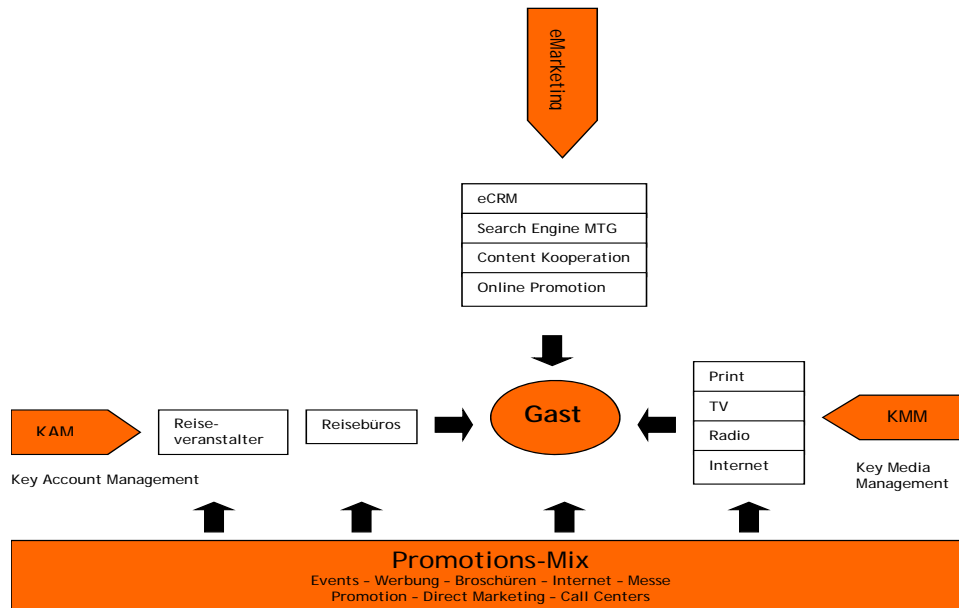 eMarketing
eCRM
Search Engine MTG
Content Kooperation
Online Promotion
Gast
KAM
Key Account Management
Reise-
veranstalter
Reisebüros
Print
TV
Radio
Internet
KMM
Key Media
Management
Promotions-Mix
Events – Werbung – Broschüren – Internet – Messe
Promotion – Direct Marketing – Call Centers